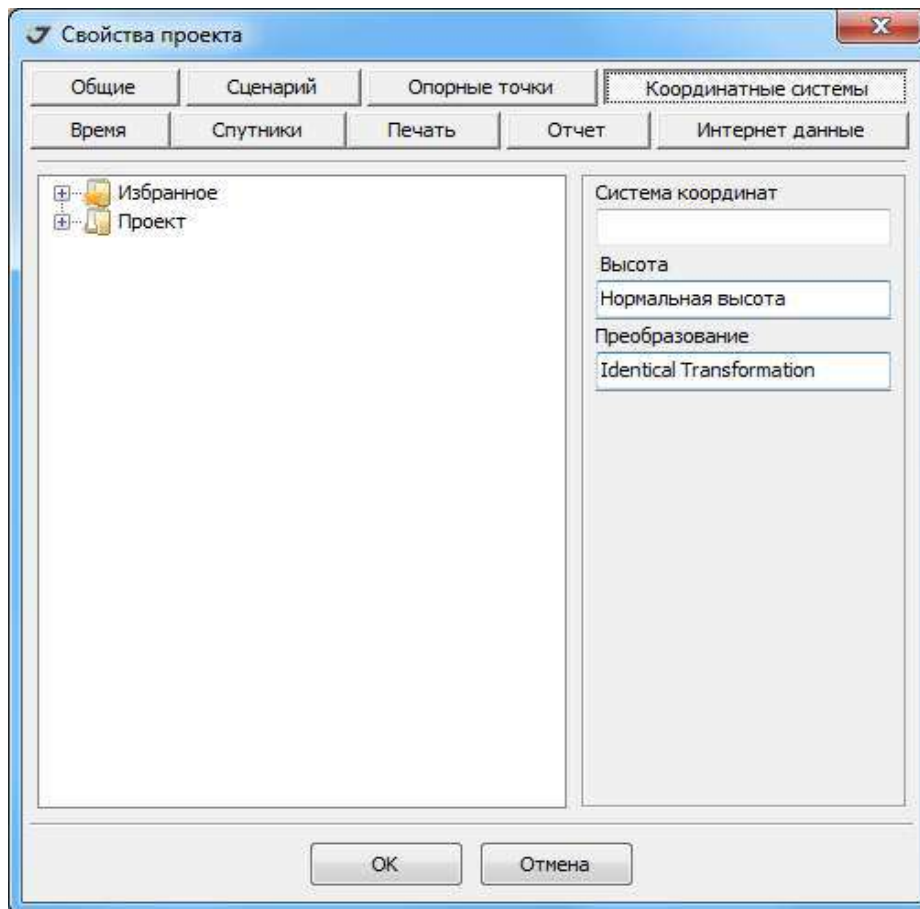 Свойства проекта
Общие Сценарий Опорные точки Координатные системы
Время Спутники Печать Отчет Интернет данные
Избранное
Проект
Система координат
Высота
Нормальная высота
Преобразование
Identical Transformation
OK Отмена